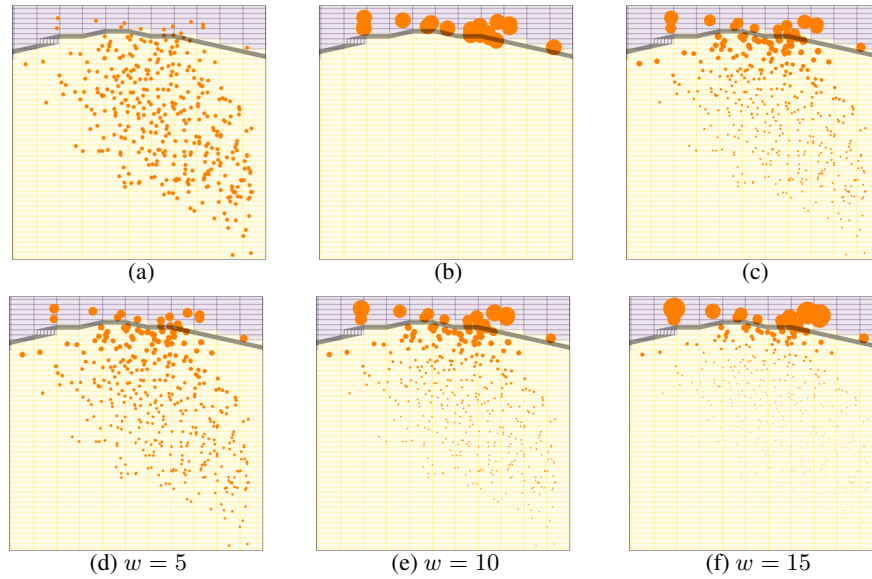 (a) (b) (c)
(d) w = 5 (e) w = 10 (f) w = 15